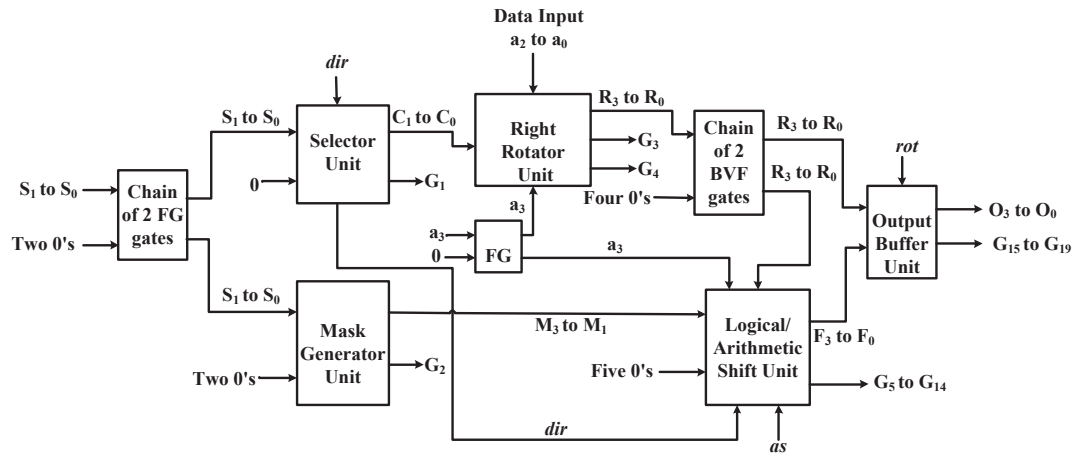 Data Input
a₂ to a₀
dir
S₁ to S₀
C₁ to C₀
R₃ to R₀
Selector
Unit
Right
Rotator
Unit
Chain
of 2
BVF
gates
R₃ to R₀
R₃ to R₀
rot
S₁ to S₀
Chain
of 2 FG
gates
Two 0's
0
G₁
G₃
G₄
Four 0's
a₃
a₃
0
FG
a₃
Output
Buffer
Unit
O₃ to O₀
G₁₅ to G₁₉
S₁ to S₀
Mask
Generator
Unit
M₃ to M₁
Logical/
Arithmetic
Shift Unit
F₃ to F₀
Two 0's
G₂
Five 0's
G₅ to G₁₄
dir
as